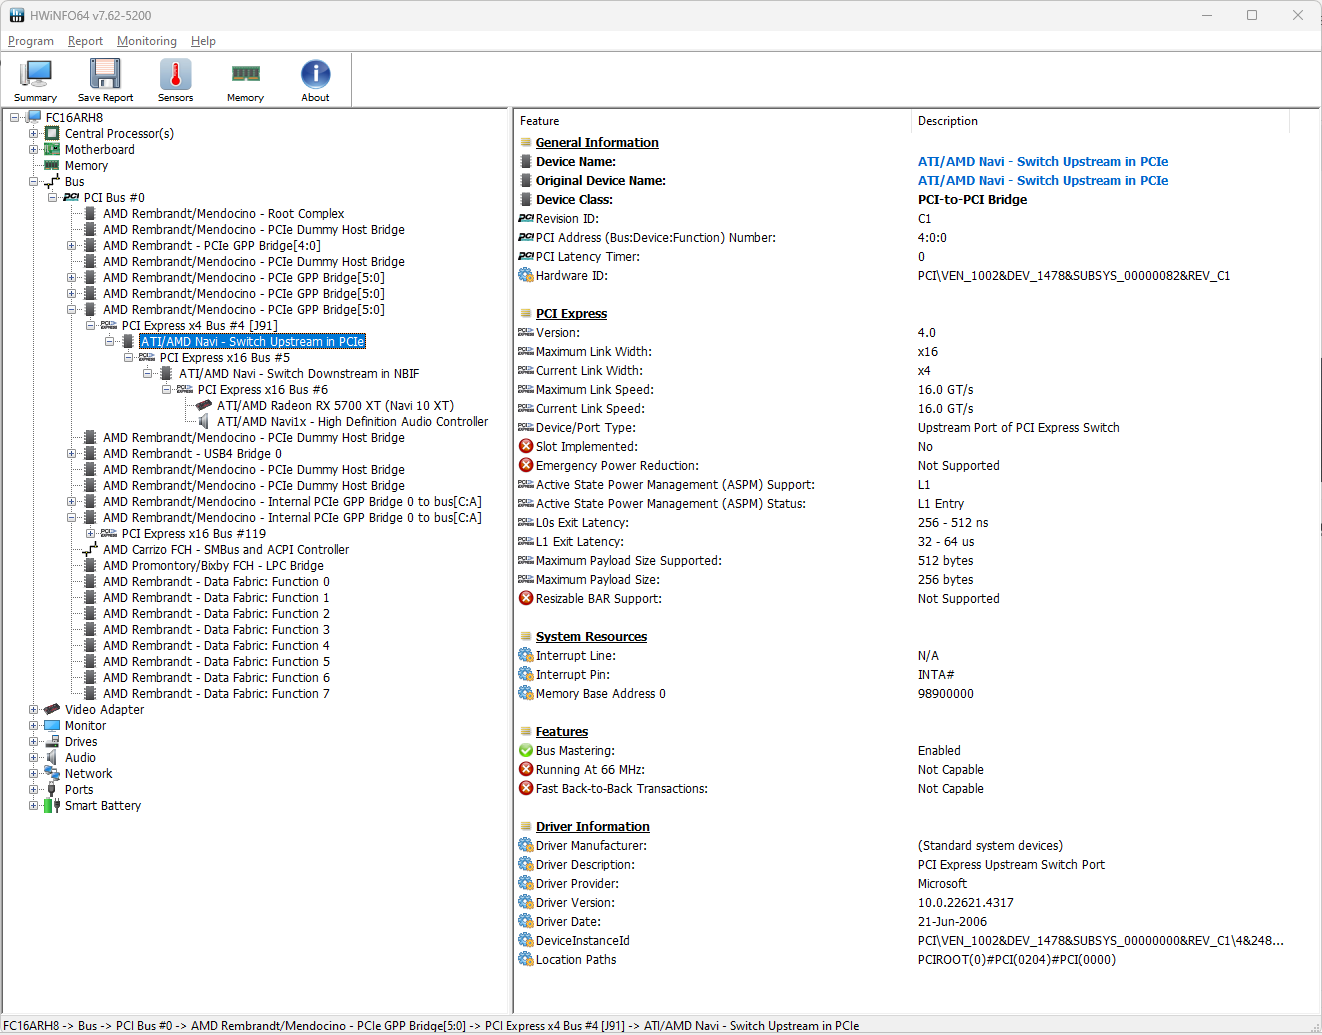 HWiNFO64 v7.62-5200
Program Report Monitoring Help
Summary Save Report Sensors Memory About
FC16ARH8
Central Processor(s)
Motherboard
Memory
Bus
PCI Bus #0
AMD Rembrandt/Mendocino - Root Complex
AMD Rembrandt/Mendocino - PCIe Dummy Host Bridge
AMD Rembrandt - PCIe GPP Bridge[4:0]
AMD Rembrandt/Mendocino - PCIe Dummy Host Bridge
AMD Rembrandt/Mendocino - PCIe GPP Bridge[5:0]
AMD Rembrandt/Mendocino - PCIe GPP Bridge[5:0]
AMD Rembrandt/Mendocino - PCIe GPP Bridge[5:0]
PCI Express x4 Bus #4 [J91]
ATI/AMD Navi - Switch Upstream in PCIe
PCI Express x16 Bus #5
ATI/AMD Navi - Switch Downstream in NBIF
PCI Express x16 Bus #6
ATI/AMD Radeon RX 5700 XT (Navi 10 XT)
ATI/AMD Navi1x - High Definition Audio Controller
AMD Rembrandt/Mendocino - PCIe Dummy Host Bridge
AMD Rembrandt - USB4 Bridge 0
AMD Rembrandt/Mendocino - PCIe Dummy Host Bridge
AMD Rembrandt/Mendocino - PCIe Dummy Host Bridge
AMD Rembrandt/Mendocino - Internal PCIe GPP Bridge 0 to bus[C:A]
AMD Rembrandt/Mendocino - Internal PCIe GPP Bridge 0 to bus[C:A]
PCI Express x16 Bus #119
AMD Carrizo FCH - SMBus and ACPI Controller
AMD Promontory/Bixby FCH - LPC Bridge
AMD Rembrandt - Data Fabric: Function 0
AMD Rembrandt - Data Fabric: Function 1
AMD Rembrandt - Data Fabric: Function 2
AMD Rembrandt - Data Fabric: Function 3
AMD Rembrandt - Data Fabric: Function 4
AMD Rembrandt - Data Fabric: Function 5
AMD Rembrandt - Data Fabric: Function 6
AMD Rembrandt - Data Fabric: Function 7
Video Adapter
Monitor
Drives
Audio
Network
Ports
Smart Battery
Feature Description
General Information
Device Name: ATI/AMD Navi - Switch Upstream in PCIe
Original Device Name: ATI/AMD Navi - Switch Upstream in PCIe
Device Class: PCI-to-PCI Bridge
Revision ID: C1
PCI Address (Bus:Device:Function) Number: 4:0:0
PCI Latency Timer: 0
Hardware ID: PCI\VEN_1002&DEV_1478&SUBSYS_00000082&REV_C1
PCI Express
Version: 4.0
Maximum Link Width: x16
Current Link Width: x4
Maximum Link Speed: 16.0 GT/s
Current Link Speed: 16.0 GT/s
Device/Port Type: Upstream Port of PCI Express Switch
Slot Implemented: No
Emergency Power Reduction: Not Supported
Active State Power Management (ASPM) Support: L1
Active State Power Management (ASPM) Status: L1 Entry
L0s Exit Latency: 256 - 512 ns
L1 Exit Latency: 32 - 64 us
Maximum Payload Size Supported: 512 bytes
Maximum Payload Size: 256 bytes
Resizable BAR Support: Not Supported
System Resources
Interrupt Line: N/A
Interrupt Pin: INTA#
Memory Base Address 0 98900000
Features
Bus Mastering: Enabled
Running At 66 MHz: Not Capable
Fast Back-to-Back Transactions: Not Capable
Driver Information
Driver Manufacturer: (Standard system devices)
Driver Description: PCI Express Upstream Switch Port
Driver Provider: Microsoft
Driver Version: 10.0.22621.4317
Driver Date: 21-Jun-2006
DeviceInstanceId PCI\VEN_1002&DEV_1478&SUBSYS_00000000&REV_C1\4&248...
Location Paths PCIROOT(0)#PCI(0204)#PCI(0000)
FC16ARH8 -> Bus -> PCI Bus #0 -> AMD Rembrandt/Mendocino - PCIe GPP Bridge[5:0] -> PCI Express x4 Bus #4 [J91] -> ATI/AMD Navi - Switch Upstream in PCIe